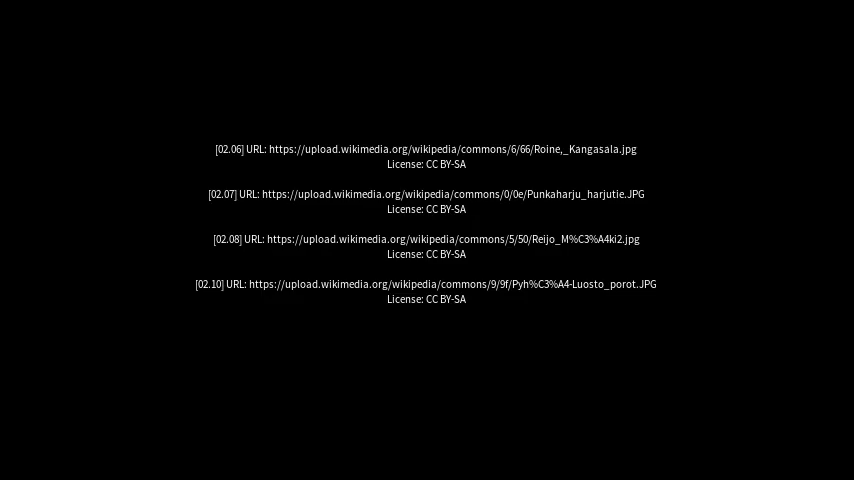 [02.06] URL: https://upload.wikimedia.org/wikipedia/commons/6/66/Roine,_Kangasala.jpg
License: CC BY-SA
[02.07] URL: https://upload.wikimedia.org/wikipedia/commons/0/0e/Punkaharju_harjutie.JPG
License: CC BY-SA
[02.08] URL: https://upload.wikimedia.org/wikipedia/commons/5/50/Reijo_M%C3%A4ki2.jpg
License: CC BY-SA
[02.10] URL: https://upload.wikimedia.org/wikipedia/commons/9/9f/Pyh%C3%A4-Luosto_porot.JPG
License: CC BY-SA